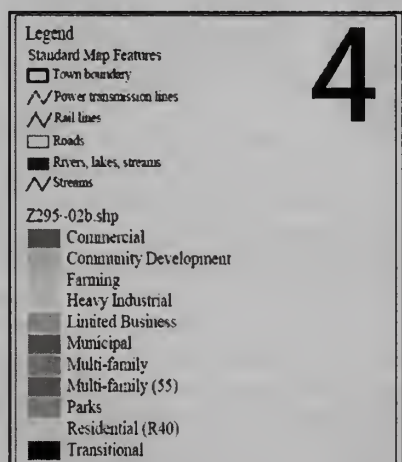 Legend
4
Standard Map Features
Town boundary
Power transmission lines
Rail lines
Roads
Rivers, lakes, streams
Streams
Z295-02b.shp
Commercial
Community Development
Farming
Heavy Industrial
Limited Business
Municipal
Multi-family
Multi-family (55)
Parks
Residential (R40)
Transitional